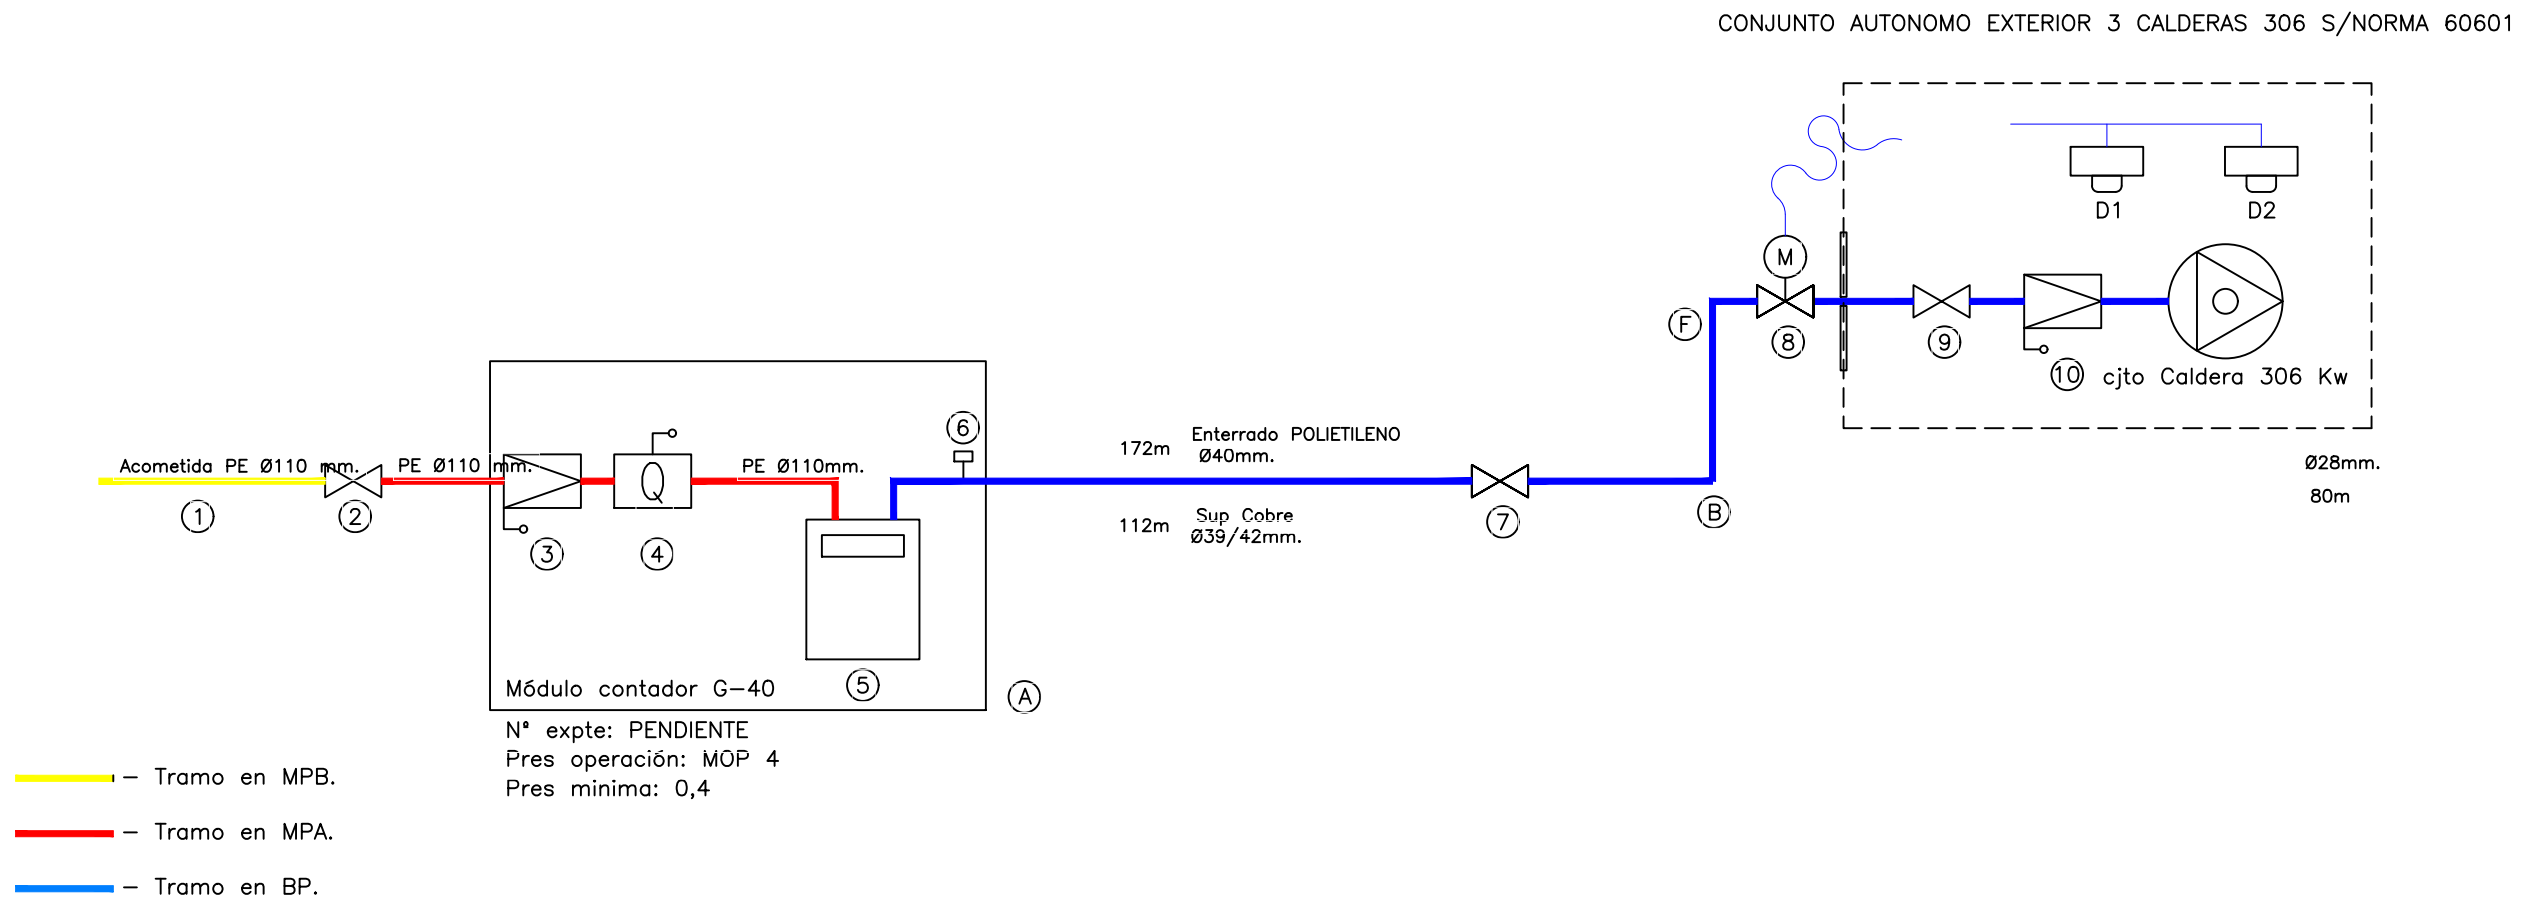 CONJUNTO AUTONOMO EXTERIOR 3 CALDERAS 306 S/NORMA 60601
D1
D2
M
F
8
9
10 cjto Caldera 306 Kw
6
172m
Enterrado POLIETILENO
Ø40mm.
Acometida PE Ø110 mm.
PE Ø110 mm.
PE Ø110mm.
Q
Ø28mm.
80m
1
2
112m
Sup Cobre
Ø39/42mm.
7
B
3
4
5
Módulo contador G-40
A
Nª expte: PENDIENTE
Pres operación: MOP 4
Pres minima: 0,4
- Tramo en MPB.
- Tramo en MPA.
- Tramo en BP.